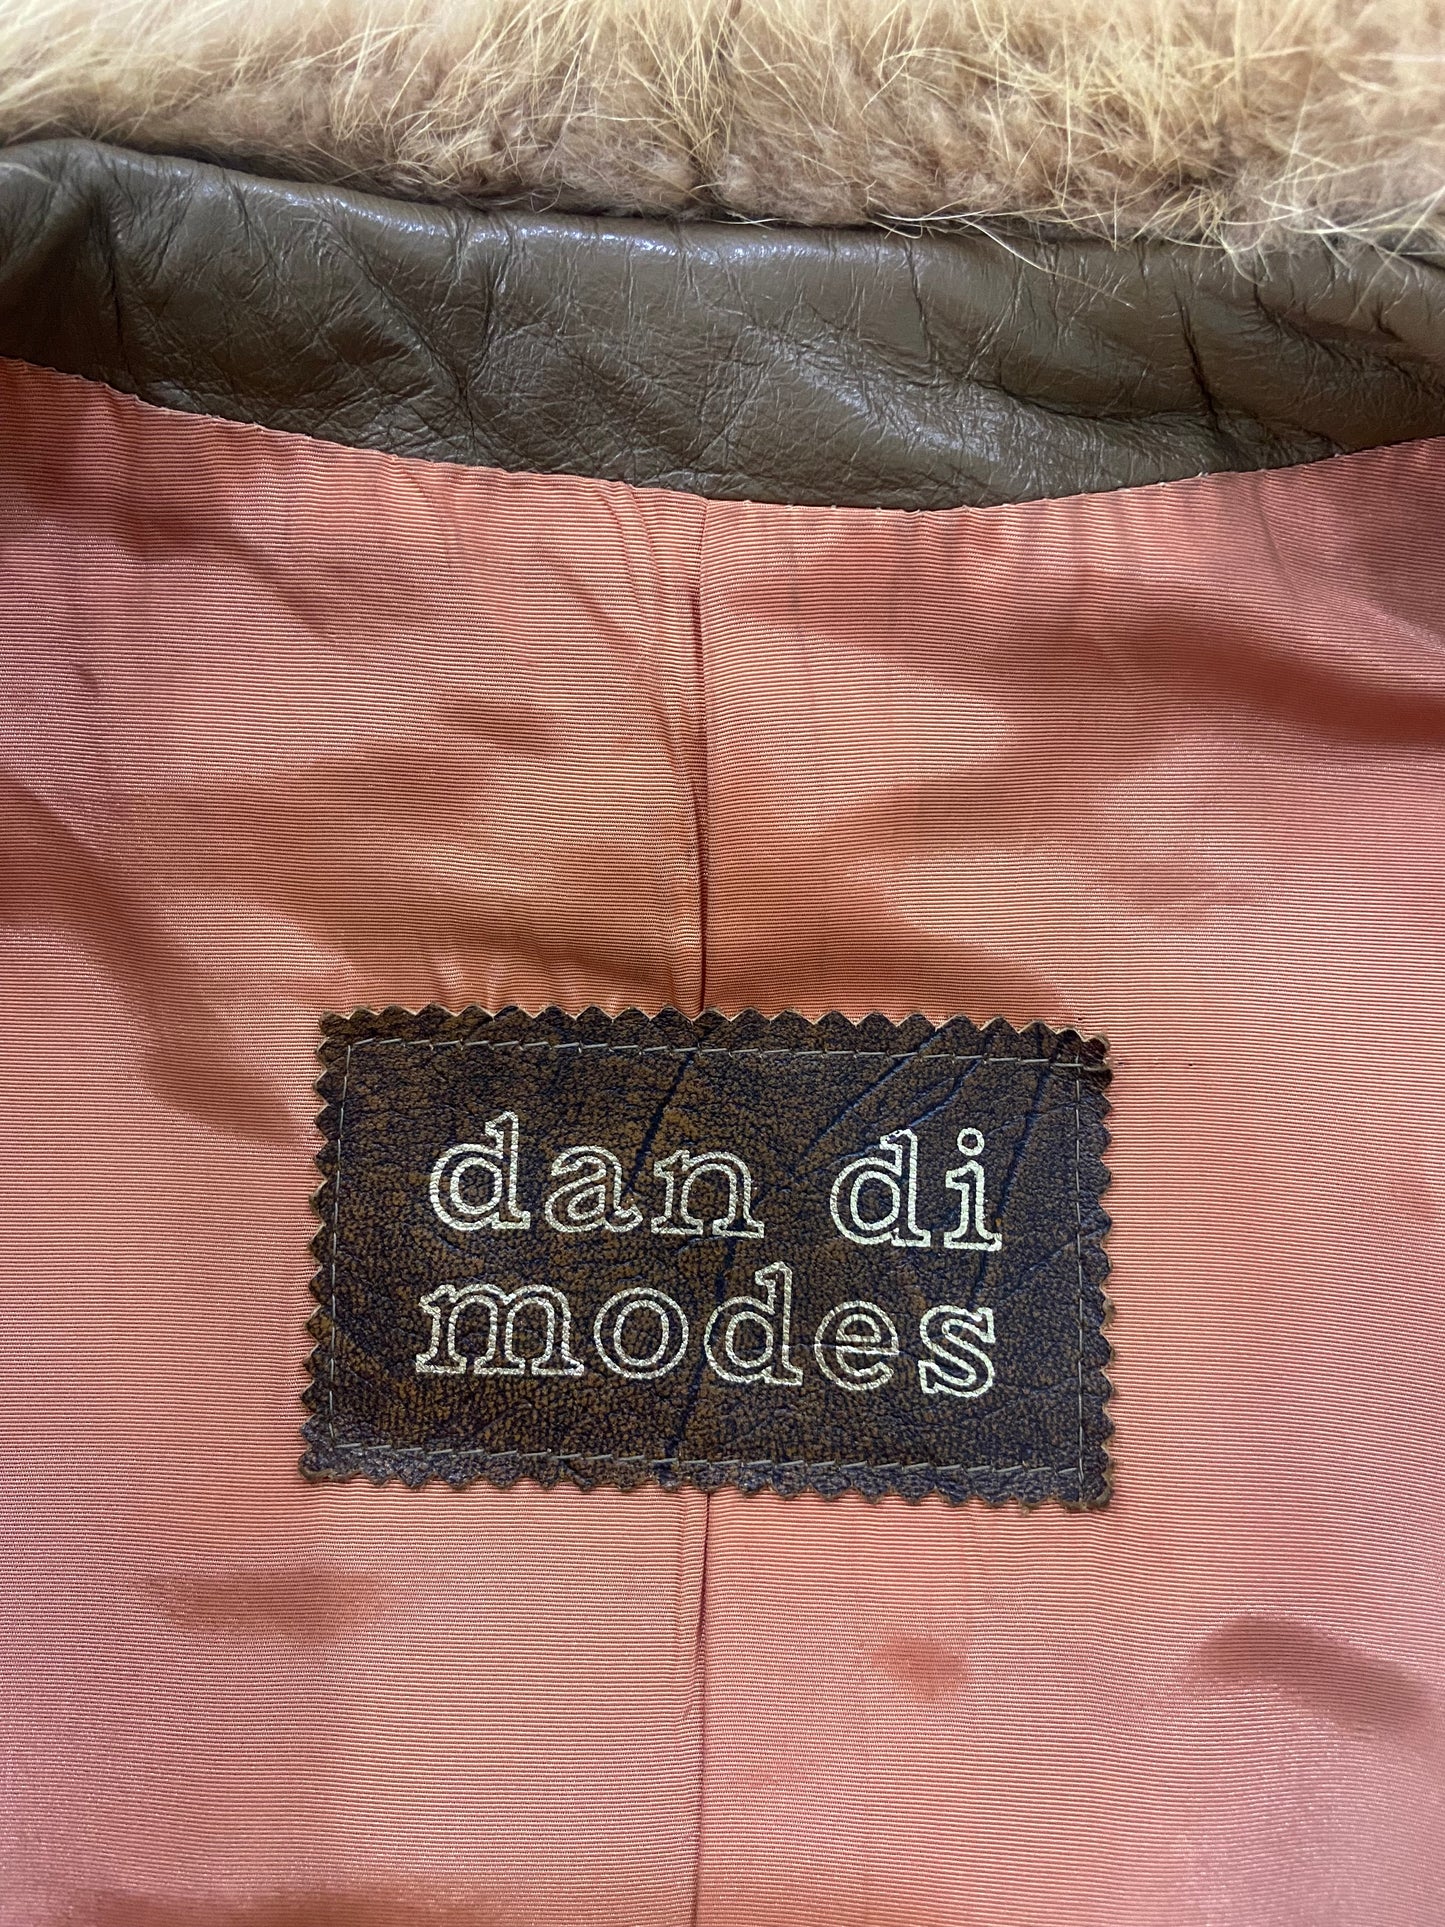 dan di
modes